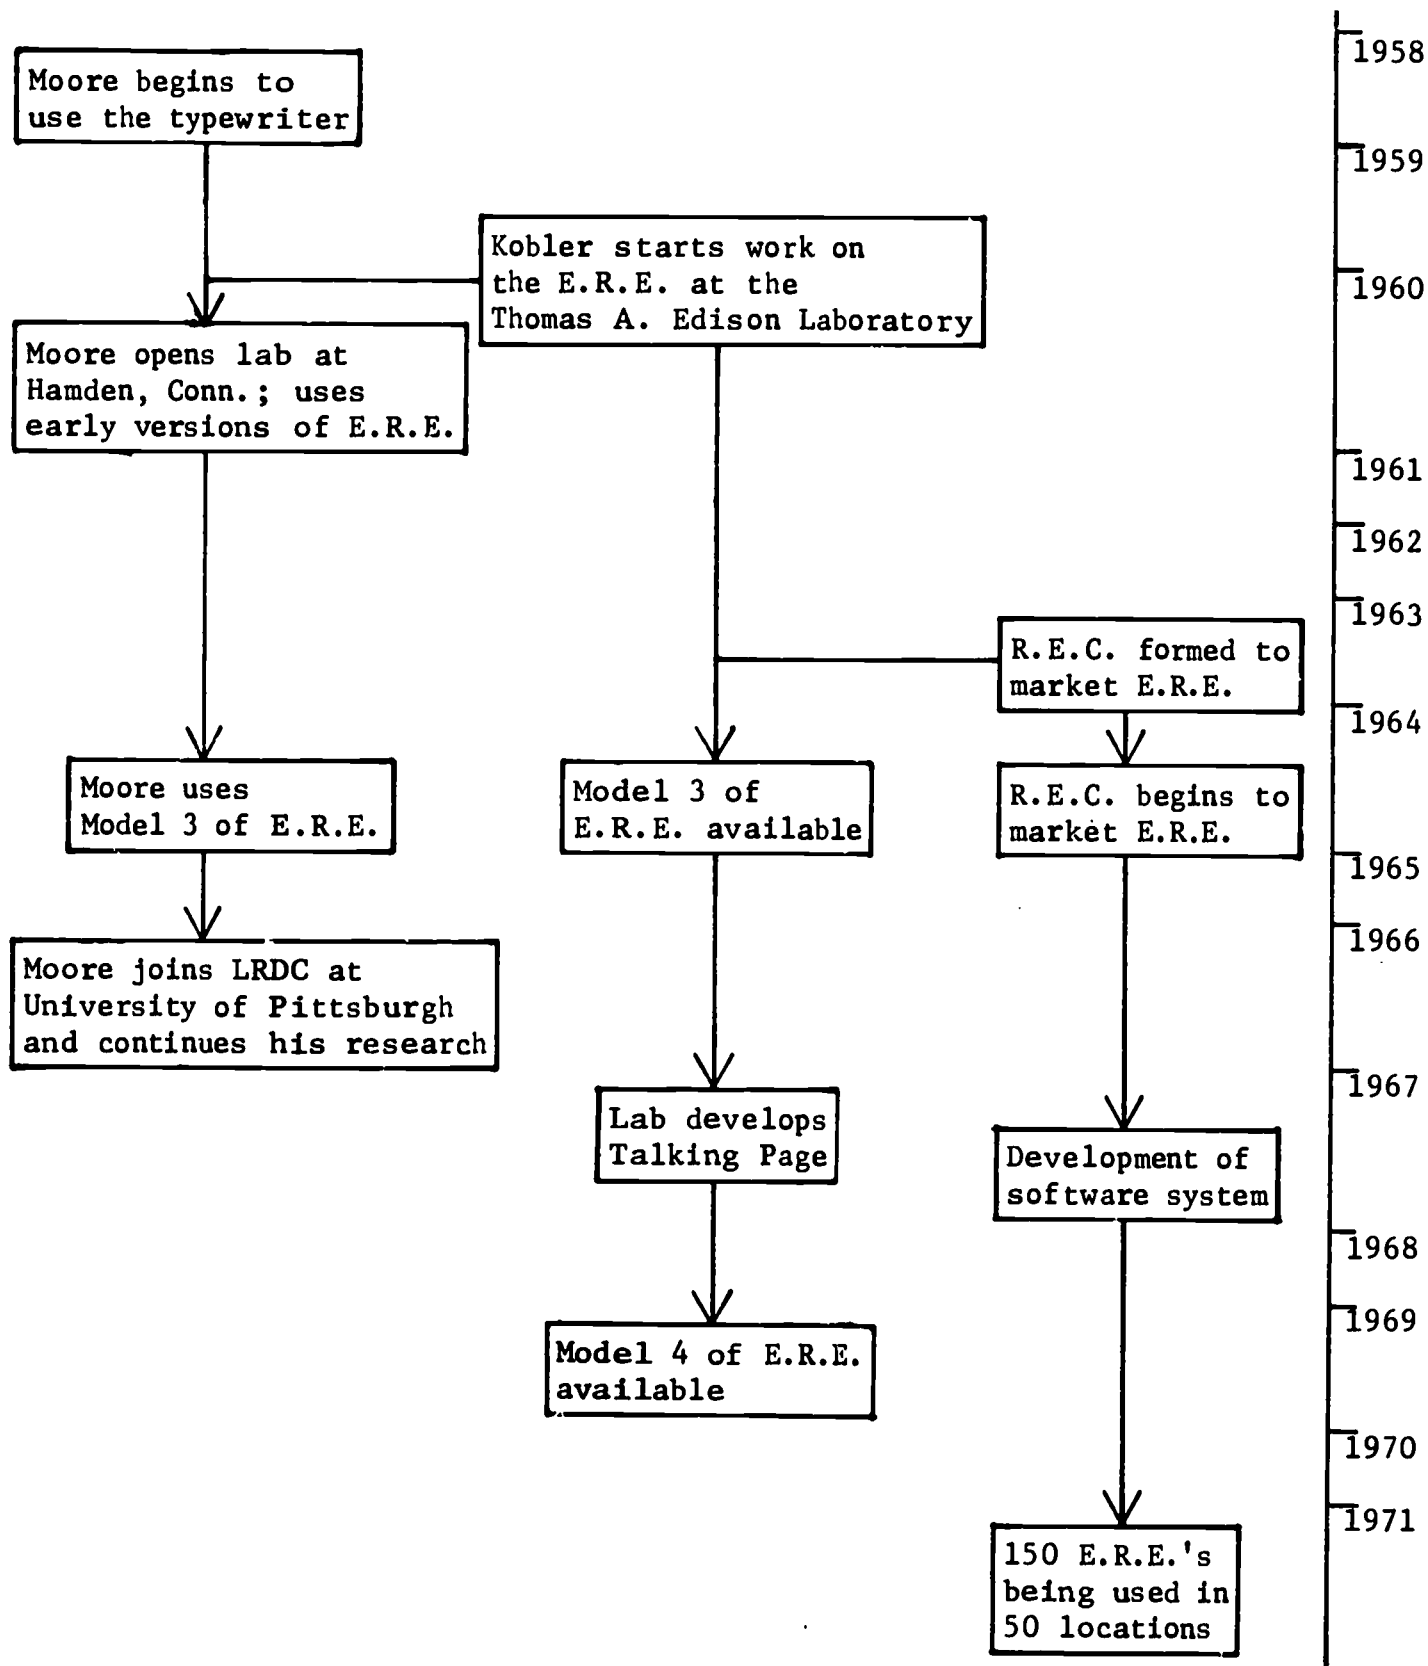 Moore begins to
use the typewriter
Kobler starts work on
the E.R.E. at the
Thomas A. Edison Laboratory
Moore opens lab at
Hamden, Conn.; uses
early versions of E.R.E.
R.E.C. formed to
market E.R.E.
Moore uses
Model 3 of E.R.E.
Model 3 of
E.R.E. available
R.E.C. begins to
market E.R.E.
Moore joins LRDC at
University of Pittsburgh
and continues his research
Lab develops
Talking Page
Development of
software system
Model 4 of E.R.E.
available
150 E.R.E.'s
being used in
50 locations
1958
1959
1960
1961
1962
1963
1964
1965
1966
1967
1968
1969
1970
1971